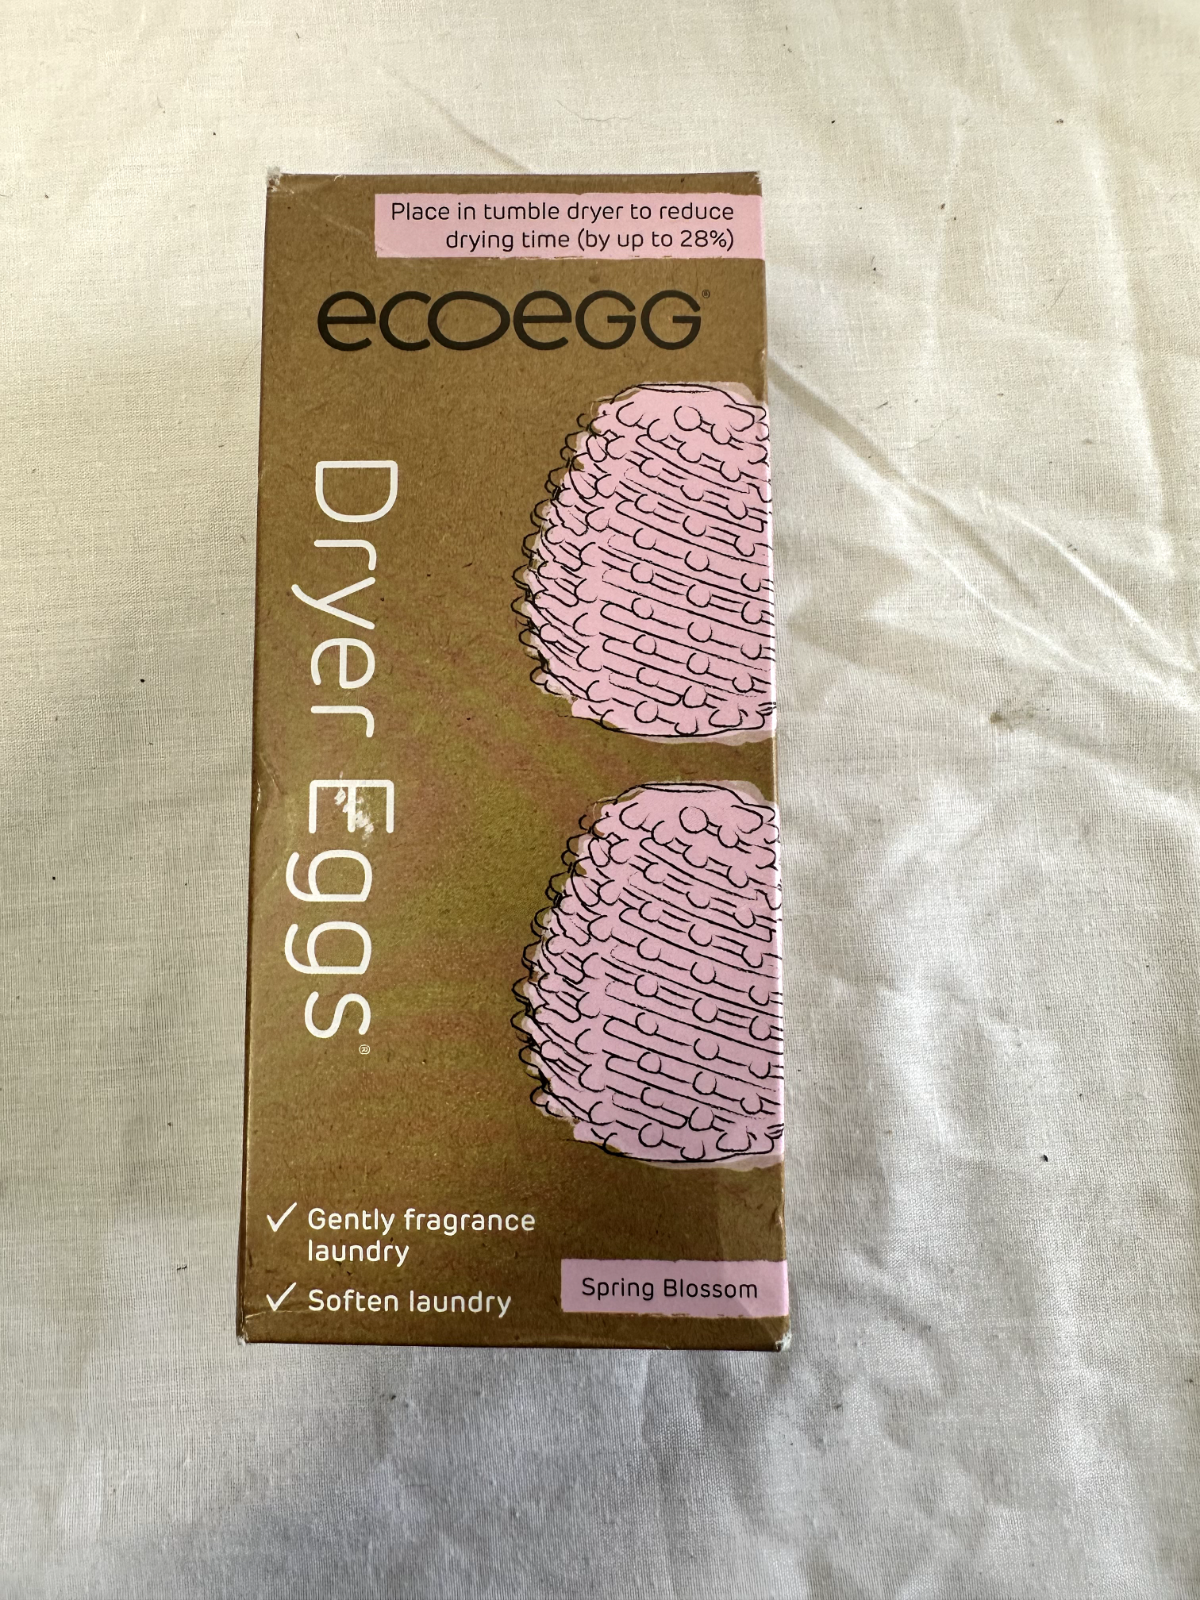 Place in tumble dryer to reduce
drying time (by up to 28%)
ecoegg®
Dryer Eggs®
✓ Gently fragrance
laundry
✓ Soften laundry
Spring Blossom